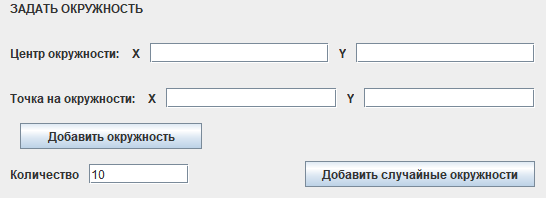 ЗАДАТЬ ОКРУЖНОСТЬ
Центр окружности: X Y
Точка на окружности: X Y
Добавить окружность
Количество 10 Добавить случайные окружности